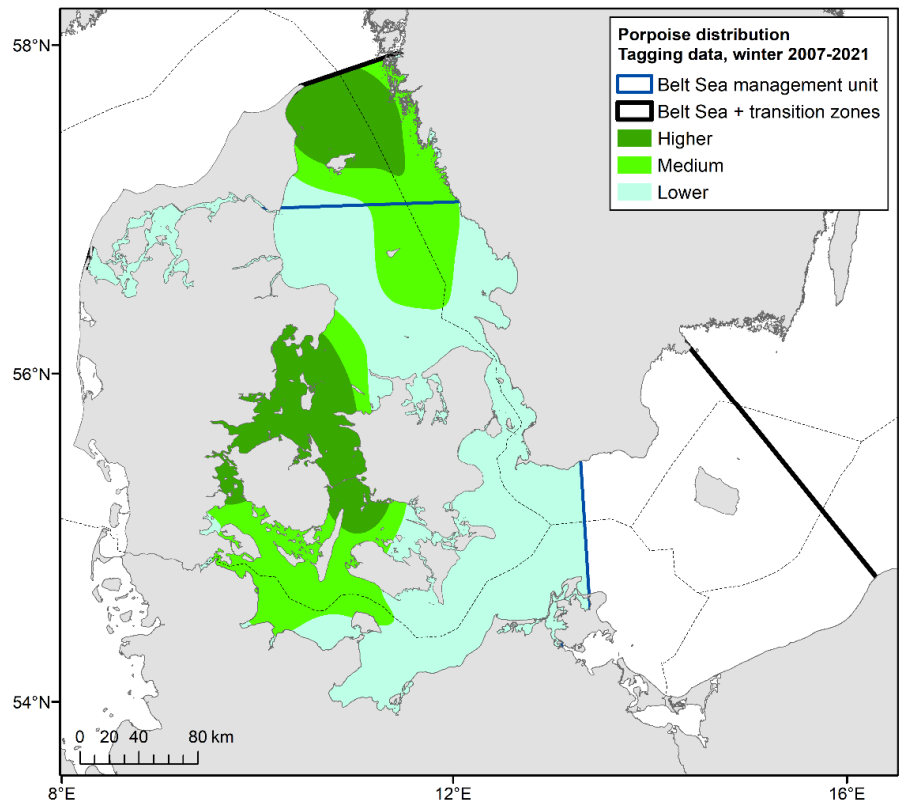 58°N
56°N
54°N
Porpoise distribution
Tagging data, winter 2007-2021
Belt Sea management unit
Belt Sea + transition zones
Higher
Medium
Lower
0 20 40 80 km
8°E 12°E 16°E